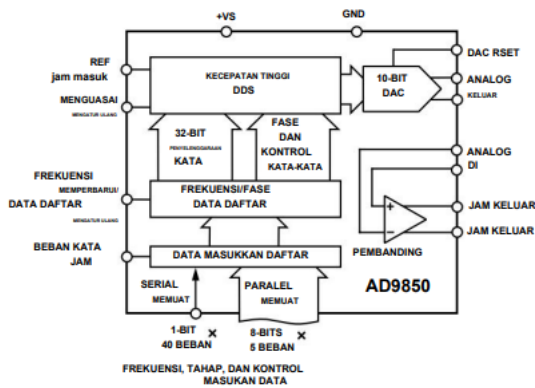 +VS
GND
REF
jam masuk
MENGUASAI
MENGATUR ULANG
KECEPATAN TINGGI
DDS
10-BIT
DAC
DAC RSET
ANALOG
KELUAR
32-BIT
PENYELENGGARAAN
KATA
FASE
DAN
KONTROL
KATA-KATA
ANALOG
DI
FREKUENSI
MEMPERBARUI/
DATA DAFTAR
MENGATUR ULANG
FREKUENSI/FASE
DATA DAFTAR
+
−
JAM KELUAR
JAM KELUAR
PEMBANDING
BEBAN KATA
JAM
DATA MASUKKAN DAFTAR
SERIAL
MEMUAT
PARALEL
MEMUAT
AD9850
1-BIT
40 BEBAN
×
8-BITS
5 BEBAN
×
FREKUENSI, TAHAP, DAN KONTROL
MASUKAN DATA